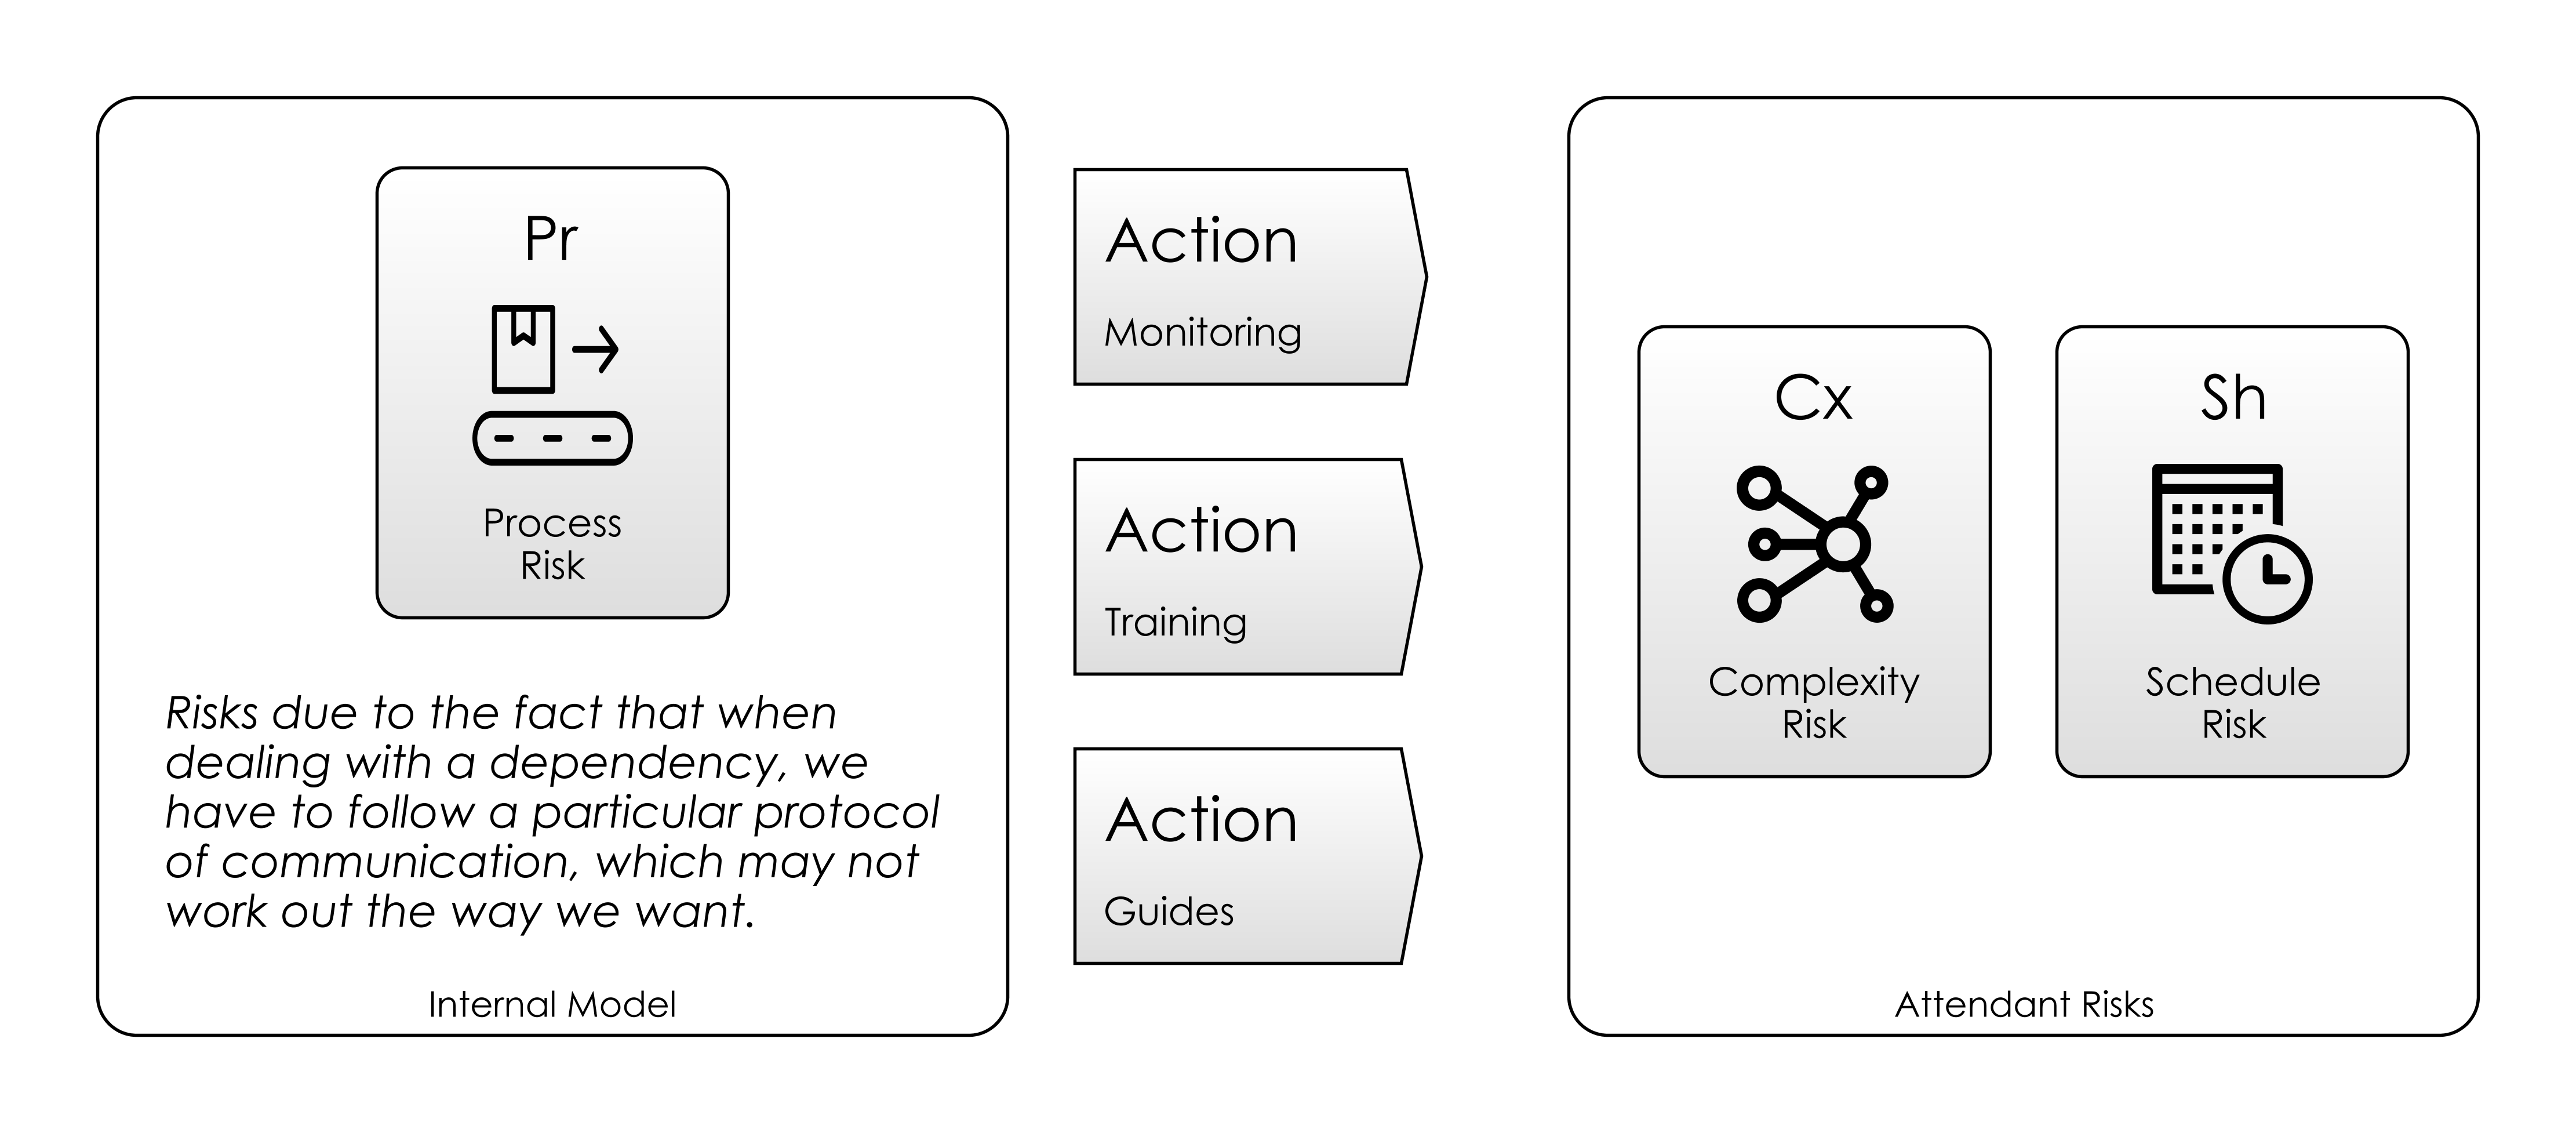 Pr
Process
Risk
Risks due to the fact that when
dealing with a dependency, we
have to follow a particular protocol
of communication, which may not
work out the way we want.
Internal Model
Action
Monitoring
Action
Training
Action
Guides
Cx
Complexity
Risk
Sh
Schedule
Risk
Attendant Risks